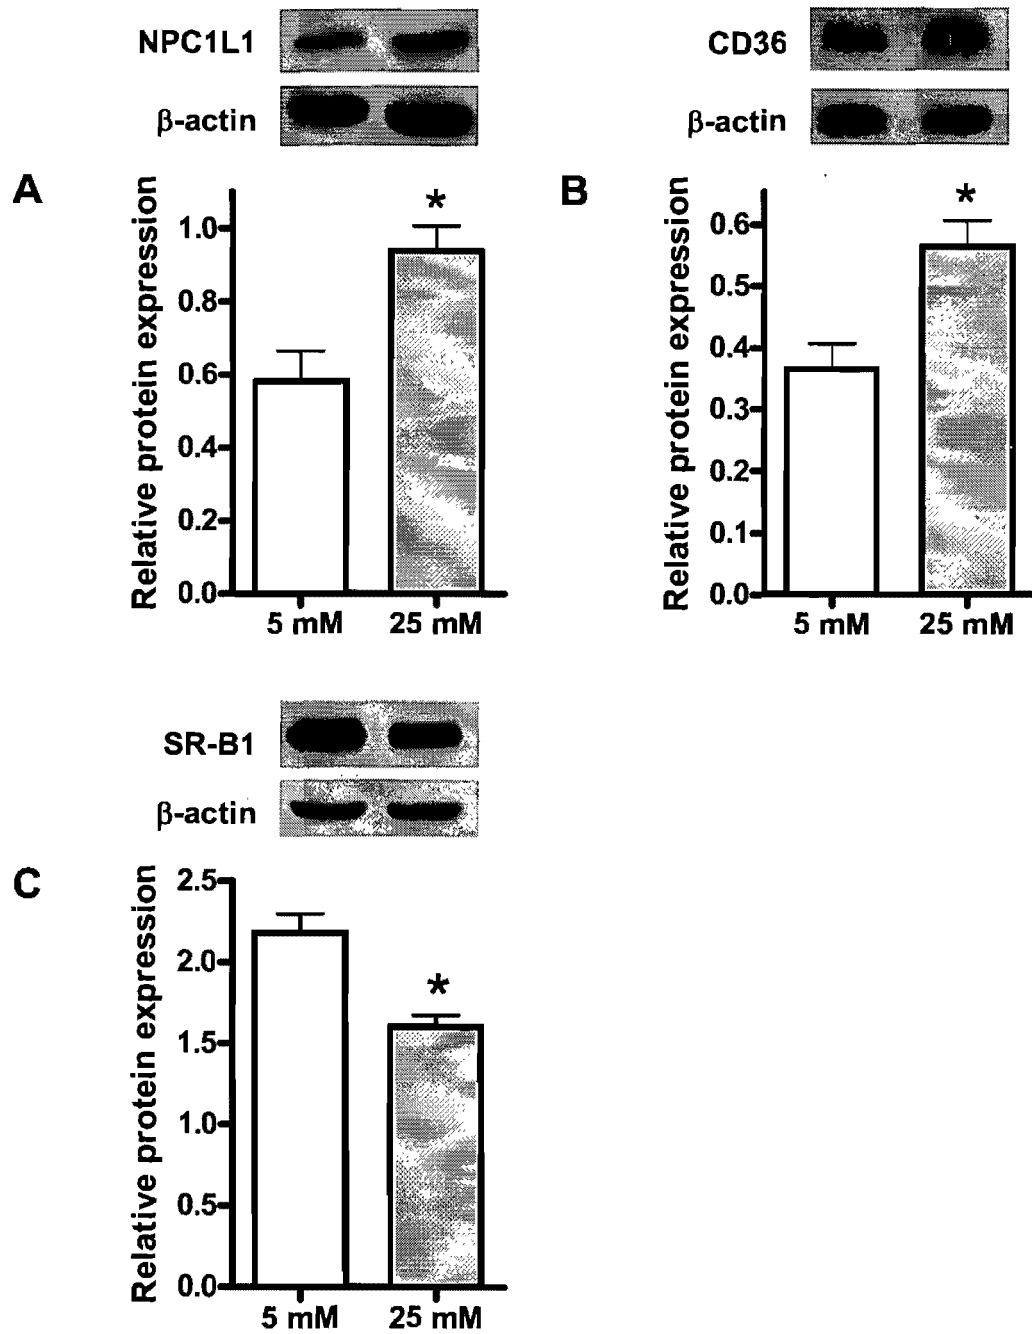 NPC1L1
β-actin
A
Relative protein expression
1.0
0.8
0.6
0.4
0.2
0.0
*
5 mM 25 mM
CD36
β-actin
B
Relative protein expression
0.6
0.5
0.4
0.3
0.2
0.1
0.0
*
5 mM 25 mM
SR-B1
β-actin
C
Relative protein expression
2.5
2.0
1.5
1.0
0.5
0.0
*
5 mM 25 mM